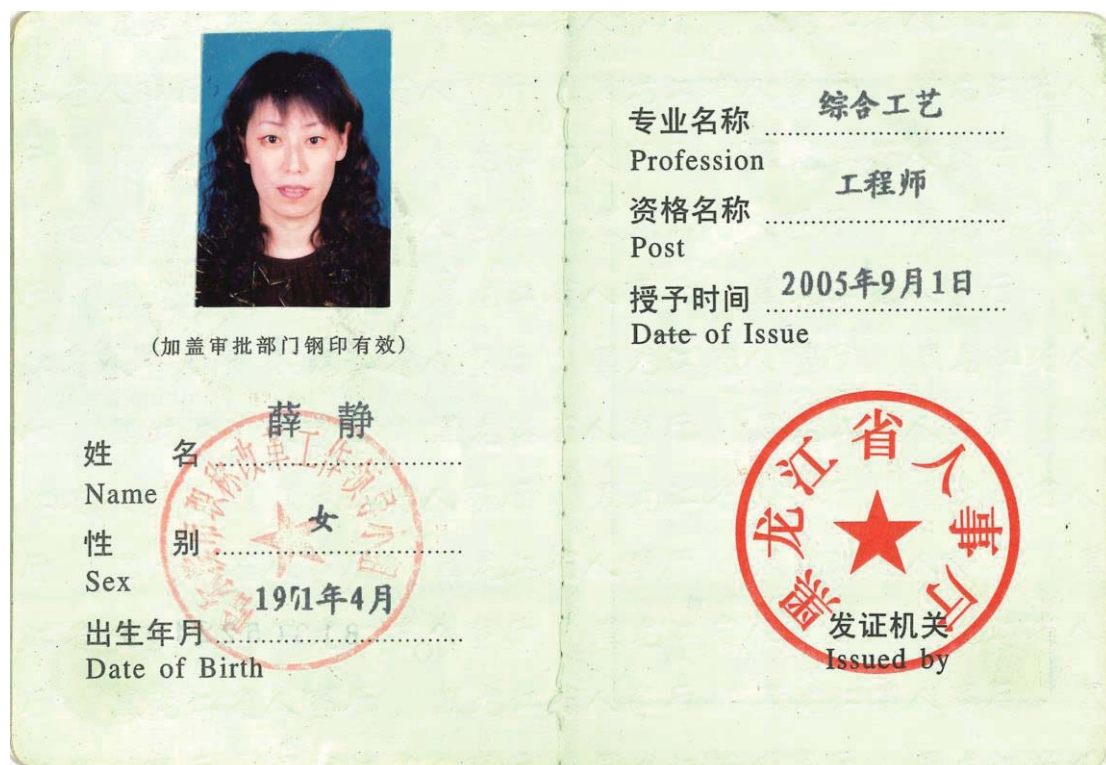 (加盖审批部门钢印有效)
姓 名 薛 静
Name
性 别 女
Sex
出生年月 1971年4月
Date of Birth
专业名称 综合工艺
Profession
资格名称 工程师
Post
授予时间 2005年9月1日
Date of Issue
黑龙江省人事厅
发证机关
Issued by